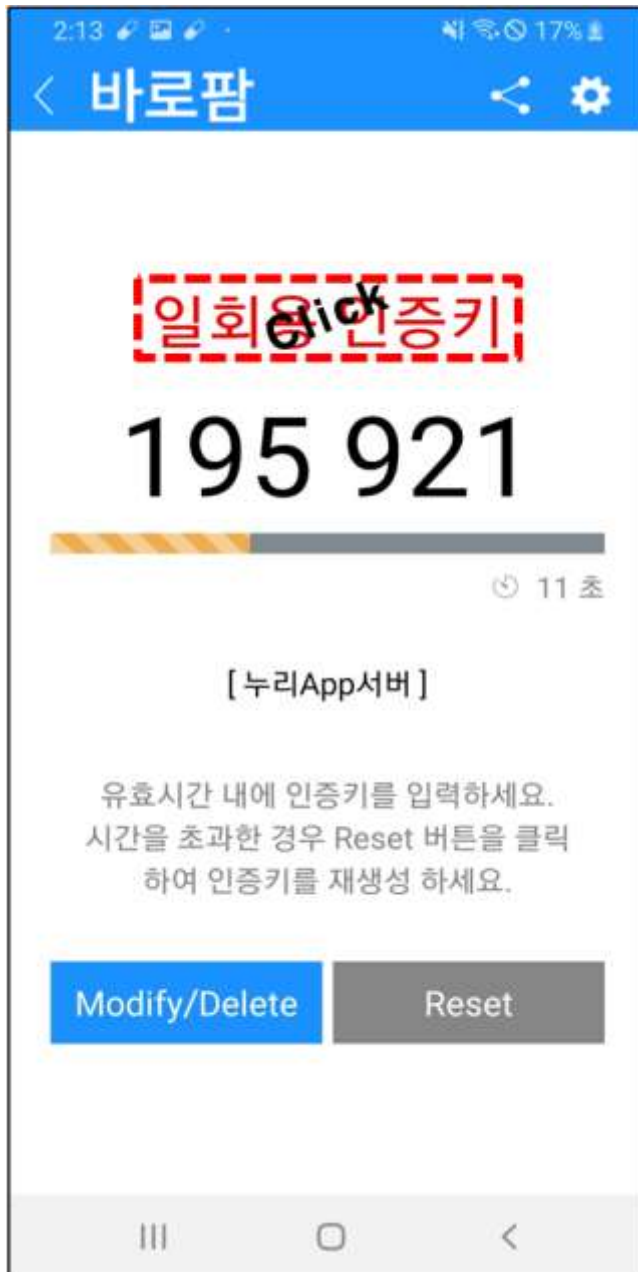 2:13 17%
바로팜
일회용 인증키
Click
195 921
11 초
[ 누리App서버 ]
유효시간 내에 인증키를 입력하세요.
시간을 초과한 경우 Reset 버튼을 클릭
하여 인증키를 재생성 하세요.
Modify/Delete Reset